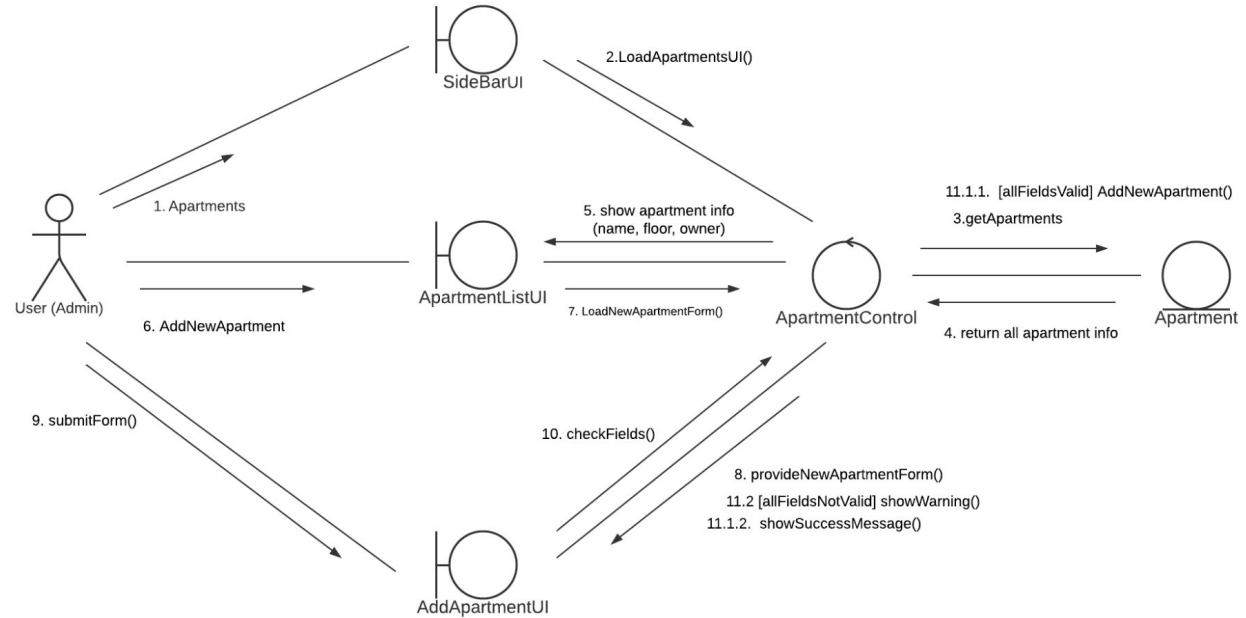 SideBarUI
2.LoadApartmentsUI()
1. Apartments
11.1.1. [allFieldsValid] AddNewApartment()
3.getApartments
5. show apartment info
(name, floor, owner)
User (Admin)
ApartmentListUI
ApartmentControl
Apartment
6. AddNewApartment
7. LoadNewApartmentForm()
4. return all apartment info
9. submitForm()
10. checkFields()
8. provideNewApartmentForm()
11.2 [allFieldsNotValid] showWarning()
11.1.2. showSuccessMessage()
AddApartmentUI